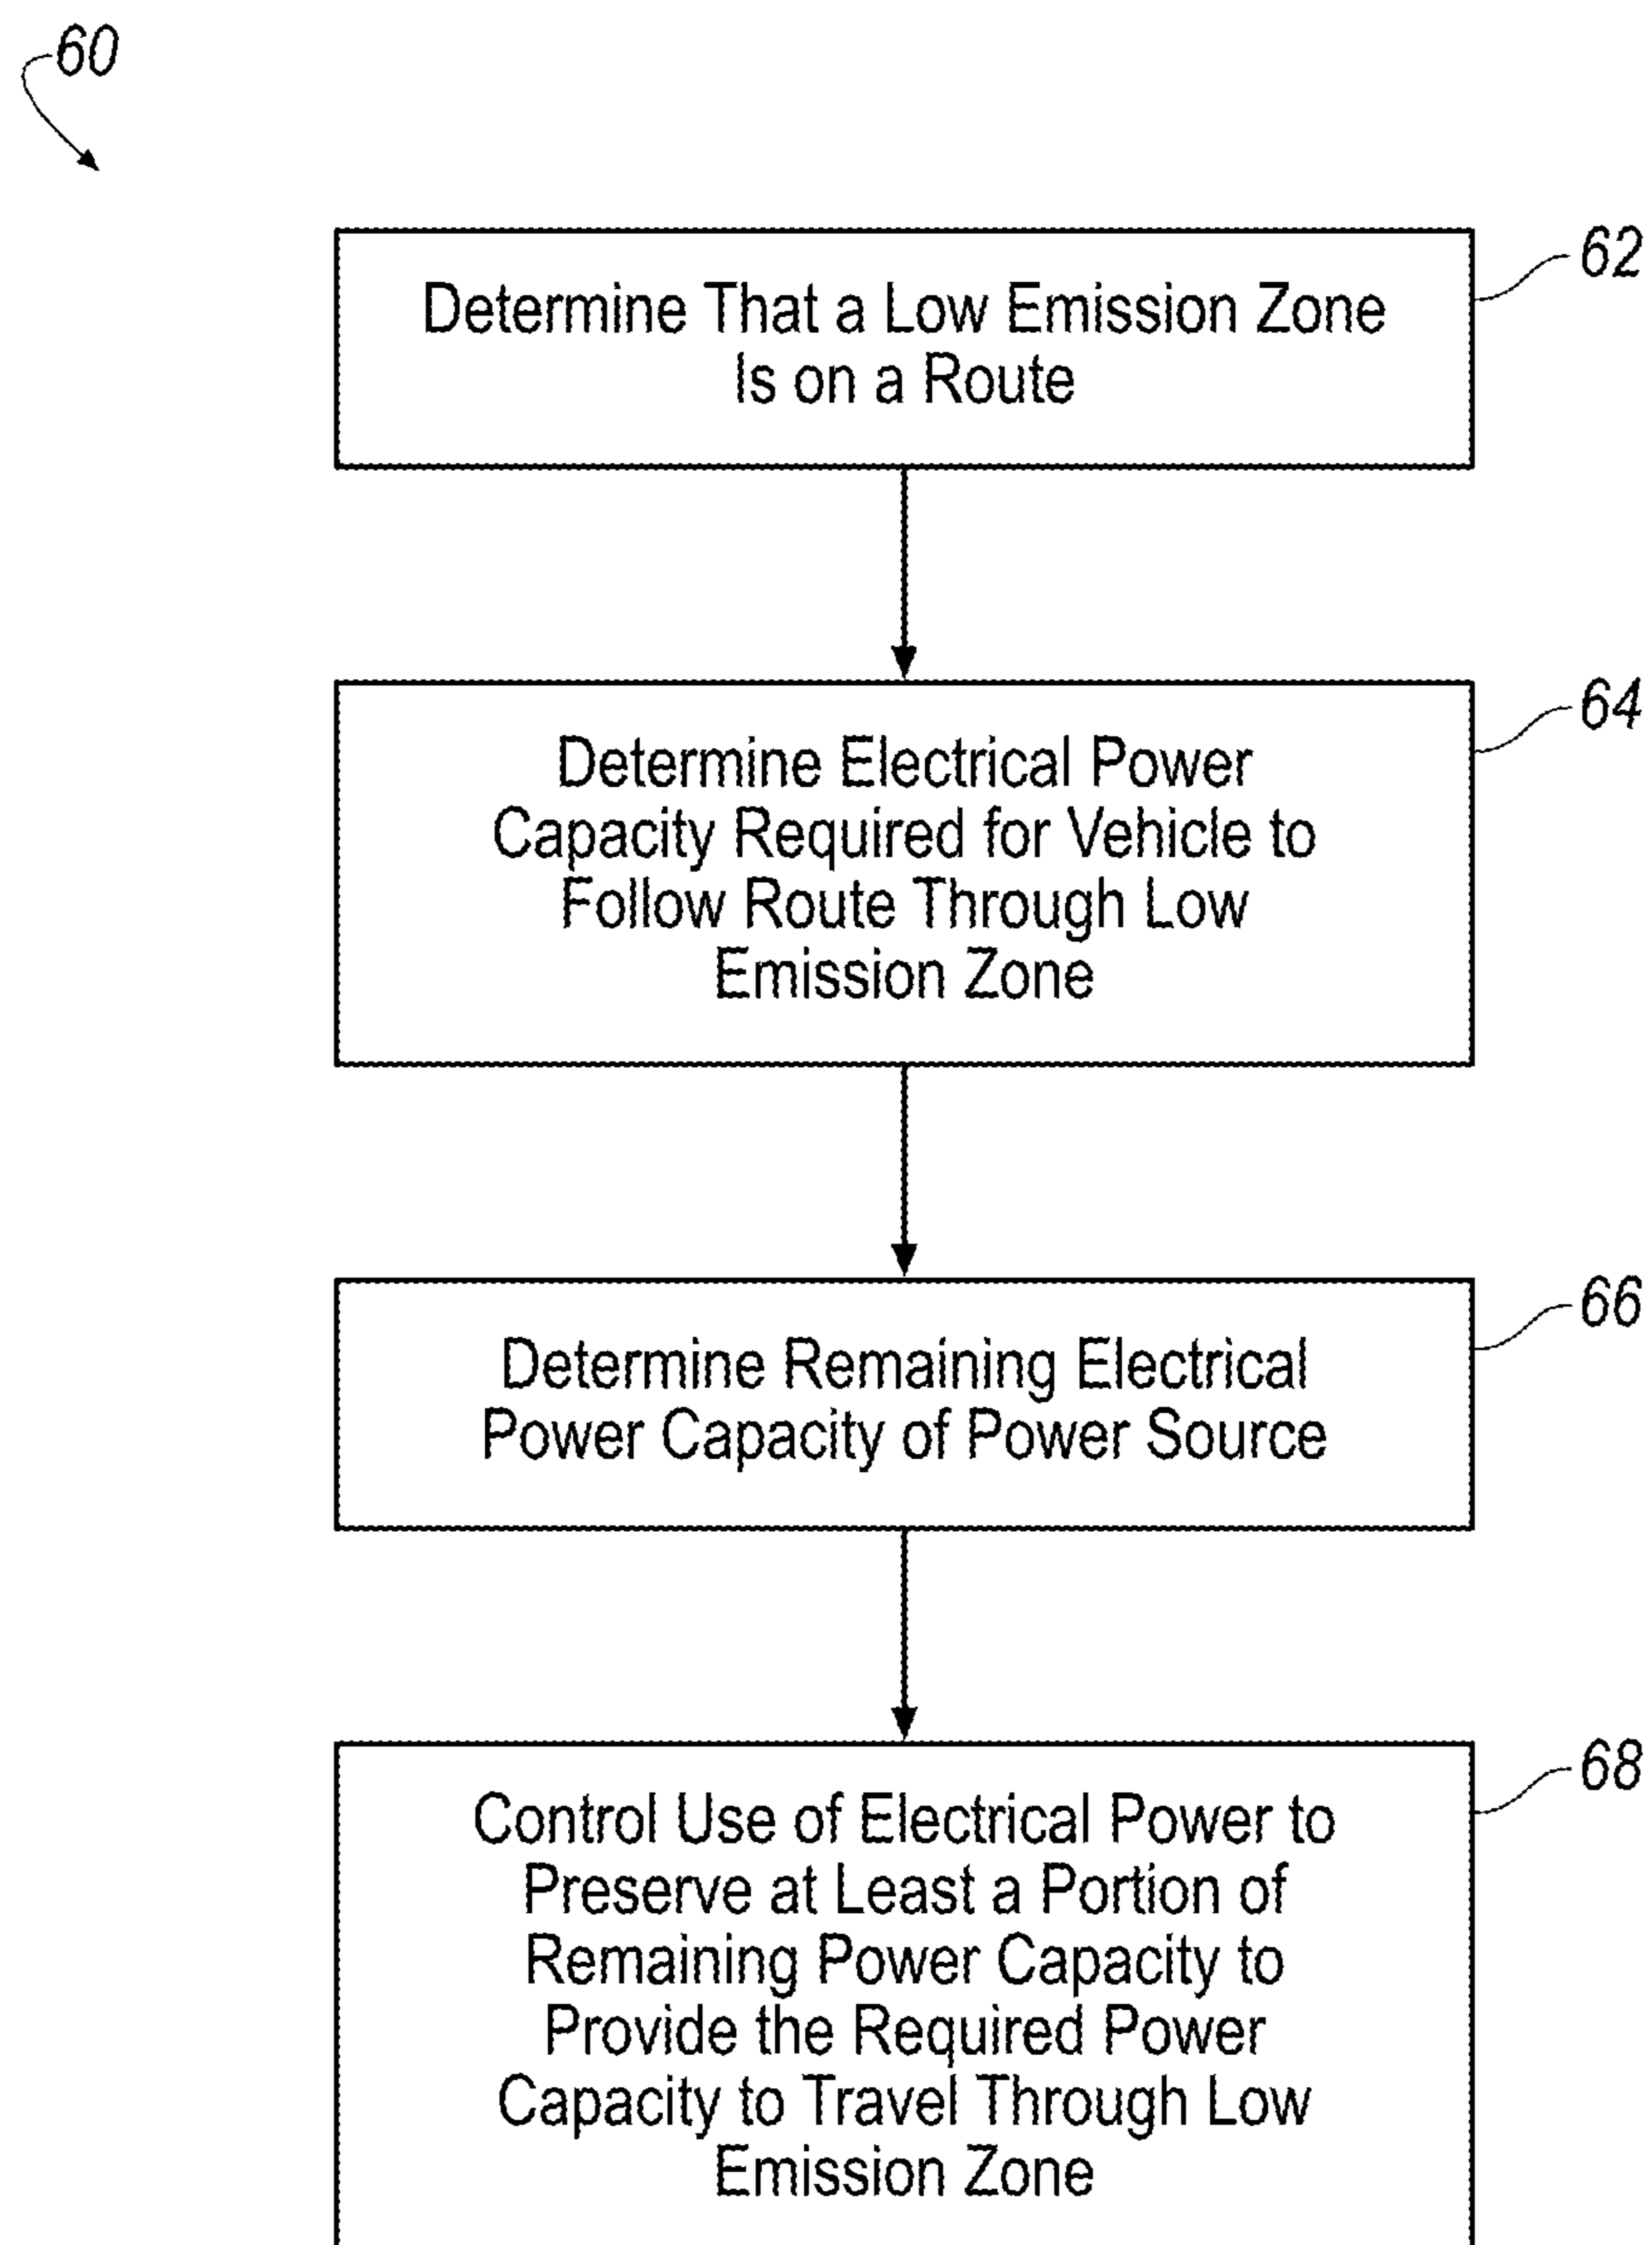 60
62
Determine That a Low Emission Zone
Is on a Route
64
Determine Electrical Power
Capacity Required for Vehicle to
Follow Route Through Low
Emission Zone
66
Determine Remaining Electrical
Power Capacity of Power Source
68
Control Use of Electrical Power to
Preserve at Least a Portion of
Remaining Power Capacity to
Provide the Required Power
Capacity to Travel Through Low
Emission Zone